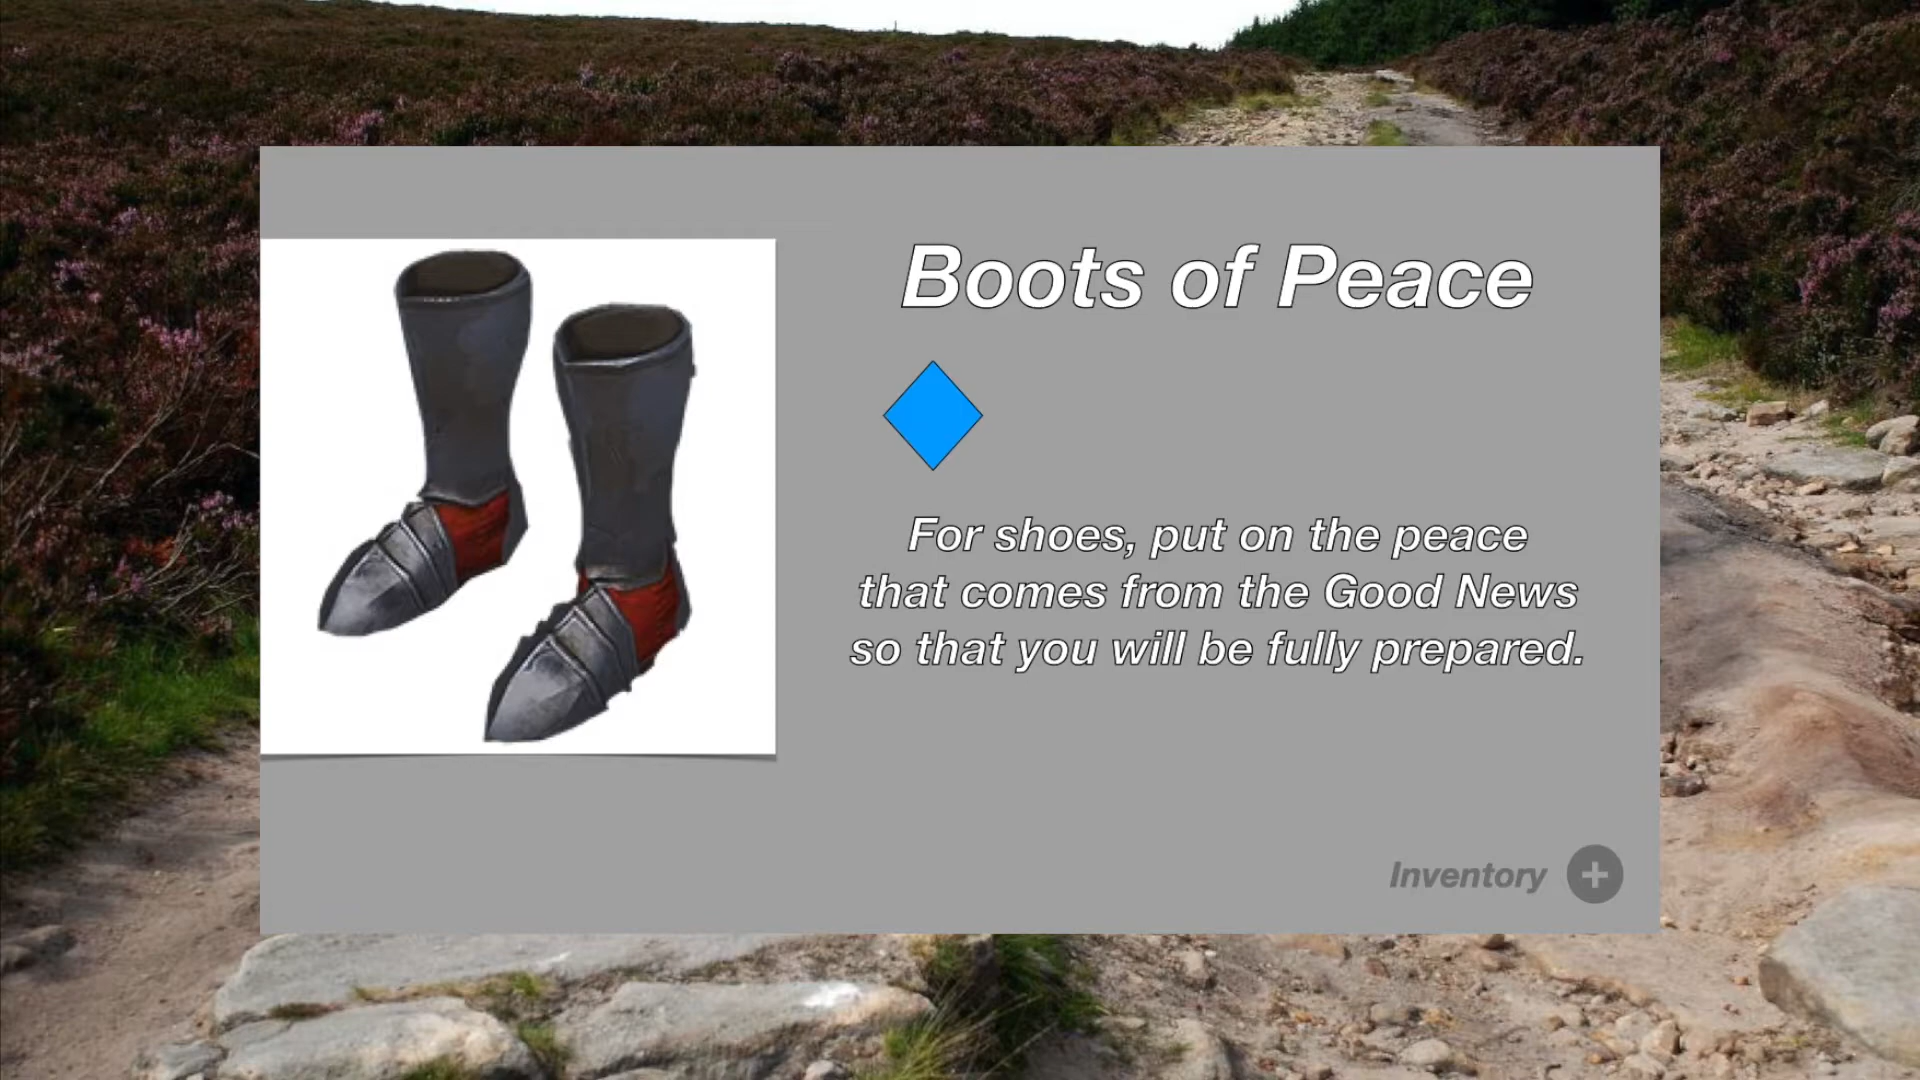 Boots of Peace
For shoes, put on the peace
that comes from the Good News
so that you will be fully prepared.
Inventory